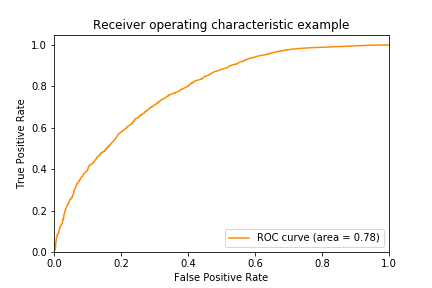 Receiver operating characteristic example
1.0
0.8
0.6
0.4
0.2
0.0
True Positive Rate
ROC curve (area = 0.78)
0.0 0.2 0.4 0.6 0.8 1.0
False Positive Rate